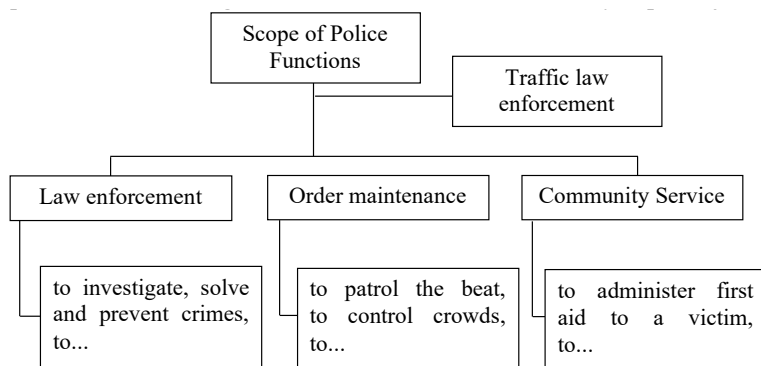 Scope of Police
Functions
Traffic law
enforcement
Law enforcement
Order maintenance
Community Service
to investigate, solve
and prevent crimes,
to...
to patrol the beat,
to control crowds,
to...
to administer first
aid to a victim,
to...